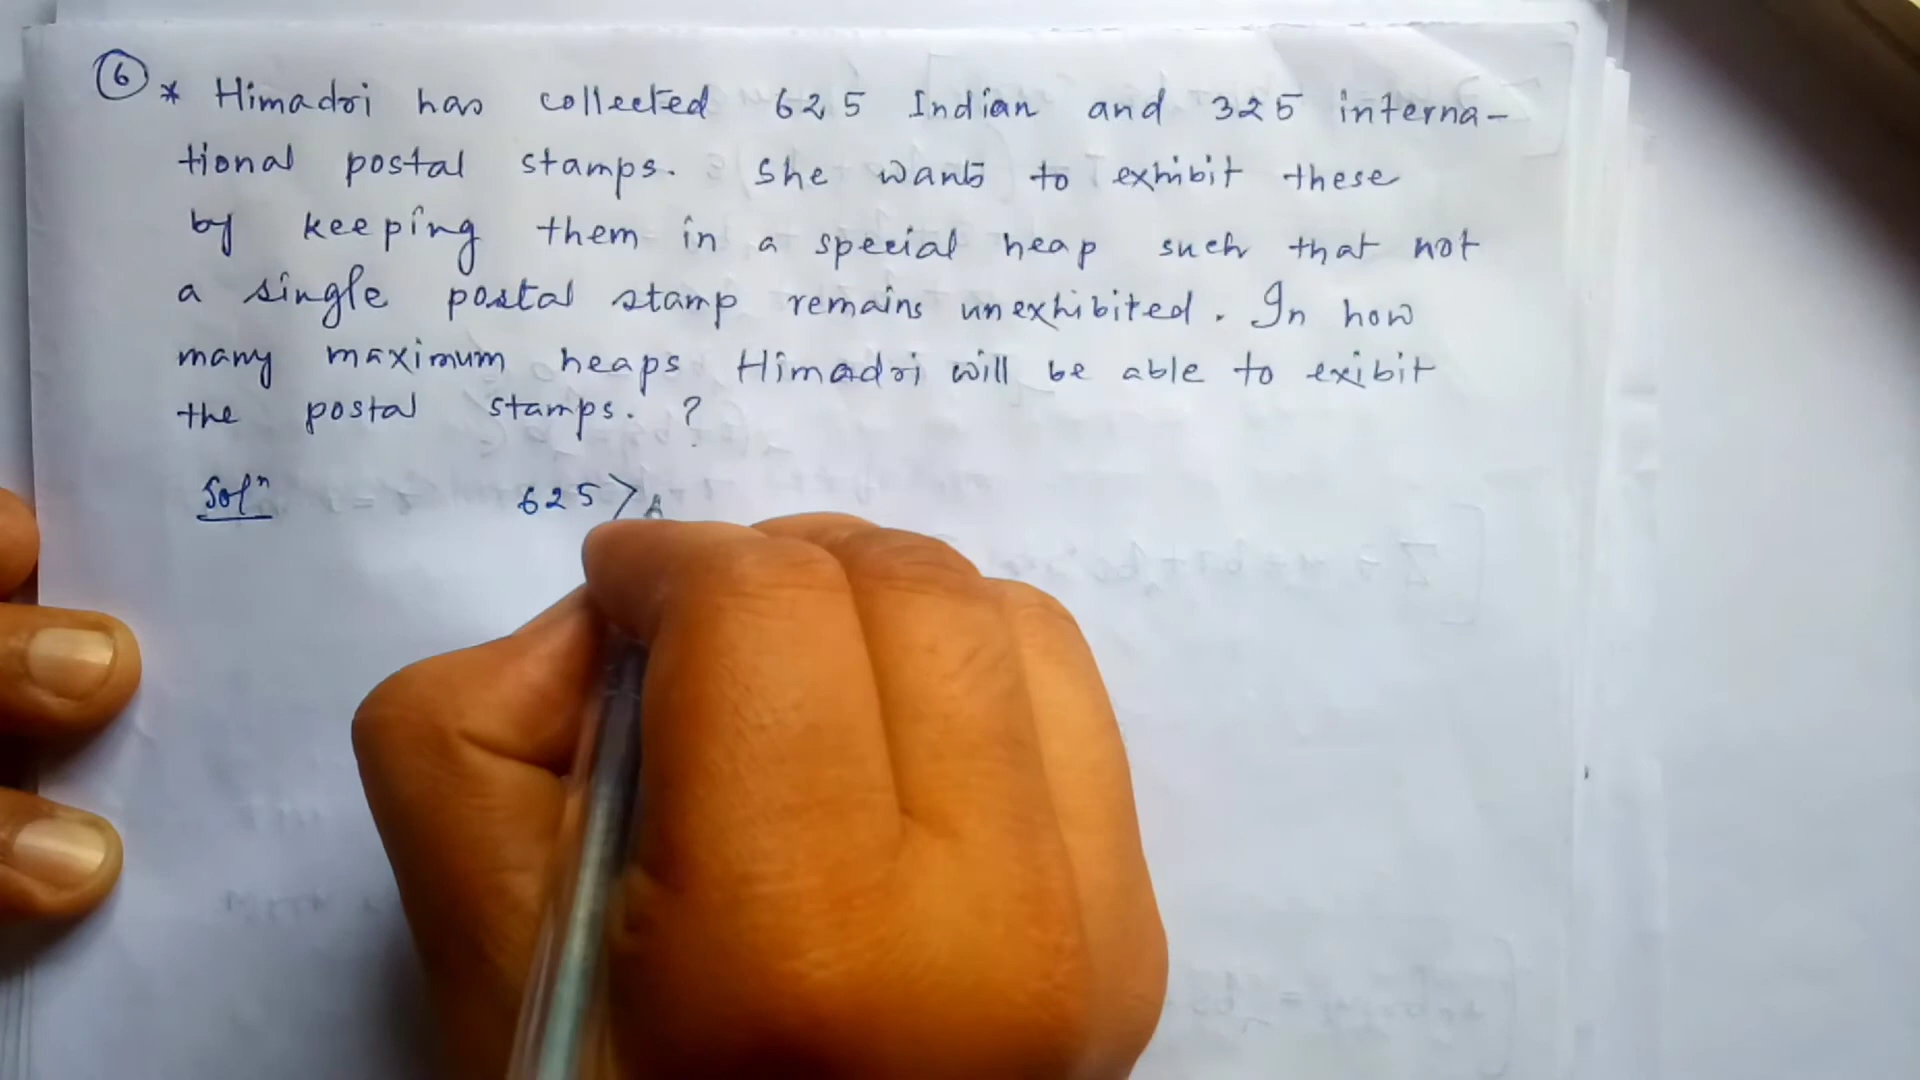 6 * Himadri has collected 625 Indian and 325 interna-
tional postal stamps. She wants to exhibit these
by keeping them in a special heap such that not
a single postal stamp remains unexhibited. In how
many maximum heaps Himadri will be able to exibit
the postal stamps. ?
Solⁿ 625 >